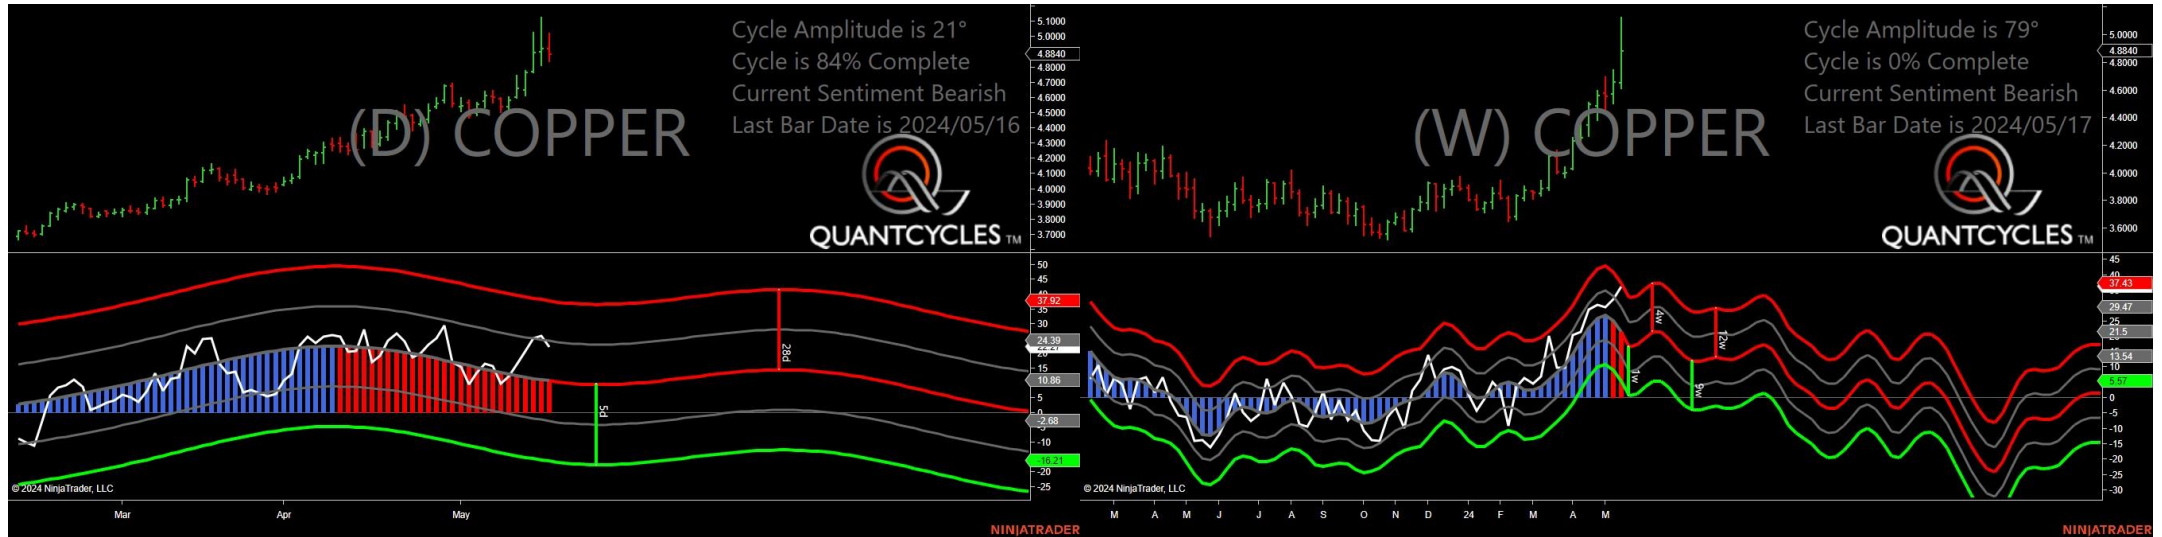 Cycle Amplitude is 21°
Cycle is 84% Complete
Current Sentiment Bearish
Last Bar Date is 2024/05/16
(D) COPPER
QUANTCYCLES TM
5.1000
5.0000
4.8840
4.8000
4.7000
4.6000
4.5000
4.4000
4.3000
4.2000
4.1000
4.0000
3.9000
3.8000
3.7000
50
45
37.92
35
30
24.39
15
10.86
5
-2.68
-10
-16.21
-20
-25
28d
5d
© 2024 NinjaTrader, LLC
Mar Apr May
NINJATRADER
Cycle Amplitude is 79°
Cycle is 0% Complete
Current Sentiment Bearish
Last Bar Date is 2024/05/17
(W) COPPER
QUANTCYCLES TM
5.0000
4.8840
4.8000
4.6000
4.4000
4.2000
4.0000
3.8000
3.6000
45
37.43
29.47
25
21.5
13.54
5.57
0
-5
-10
-15
-20
-25
-30
4w
12w
1w
9w
© 2024 NinjaTrader, LLC
M A M J J A S O N D 24 F M A M
NINJATRADER